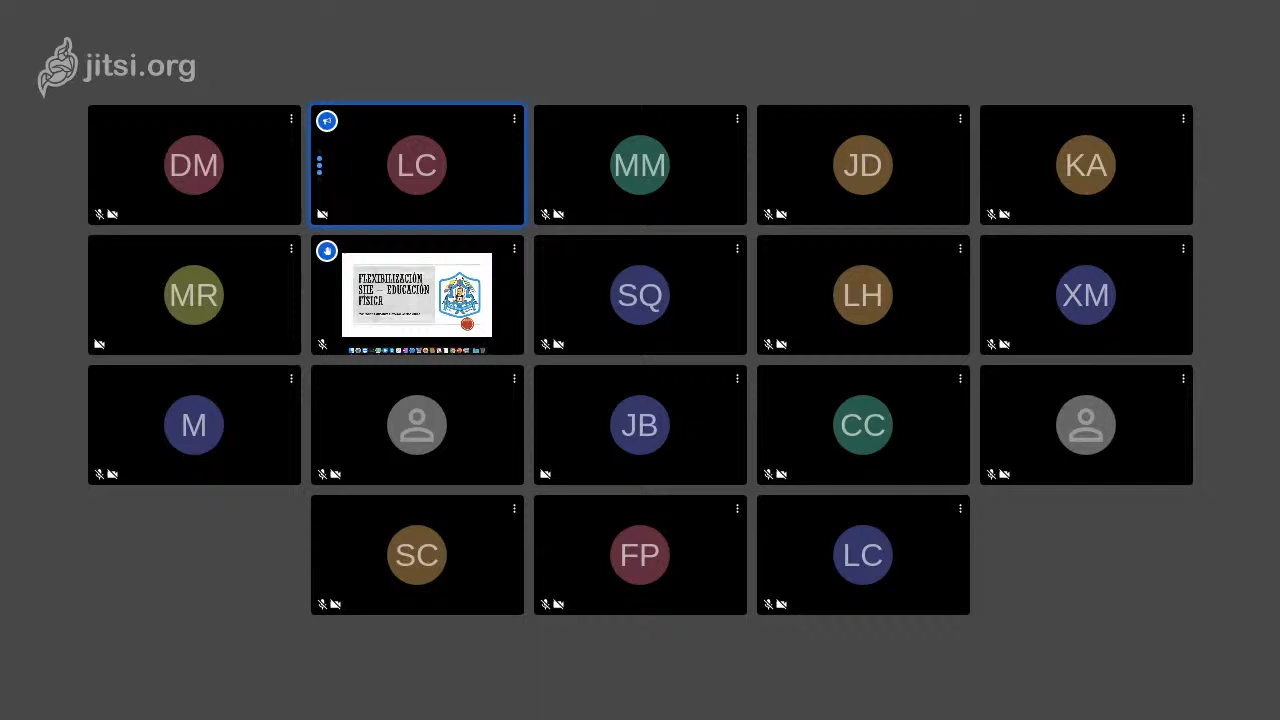 jitsi.org
DM
LC
MM
JD
KA
MR
FLEXIBILIZACIÓN
SITE – EDUCACIÓN
FÍSICA
SQ
LH
XM
M
JB
CC
SC
FP
LC